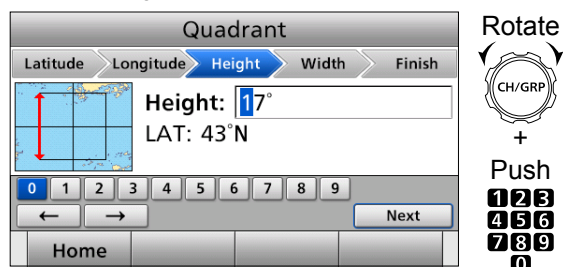 Quadrant
Latitude Longitude Height Width Finish
Height: 17°
LAT: 43°N
0 1 2 3 4 5 6 7 8 9
← →
Next
Home
Rotate
CH/GRP
+
Push
1 2 3
4 5 6
7 8 9
0